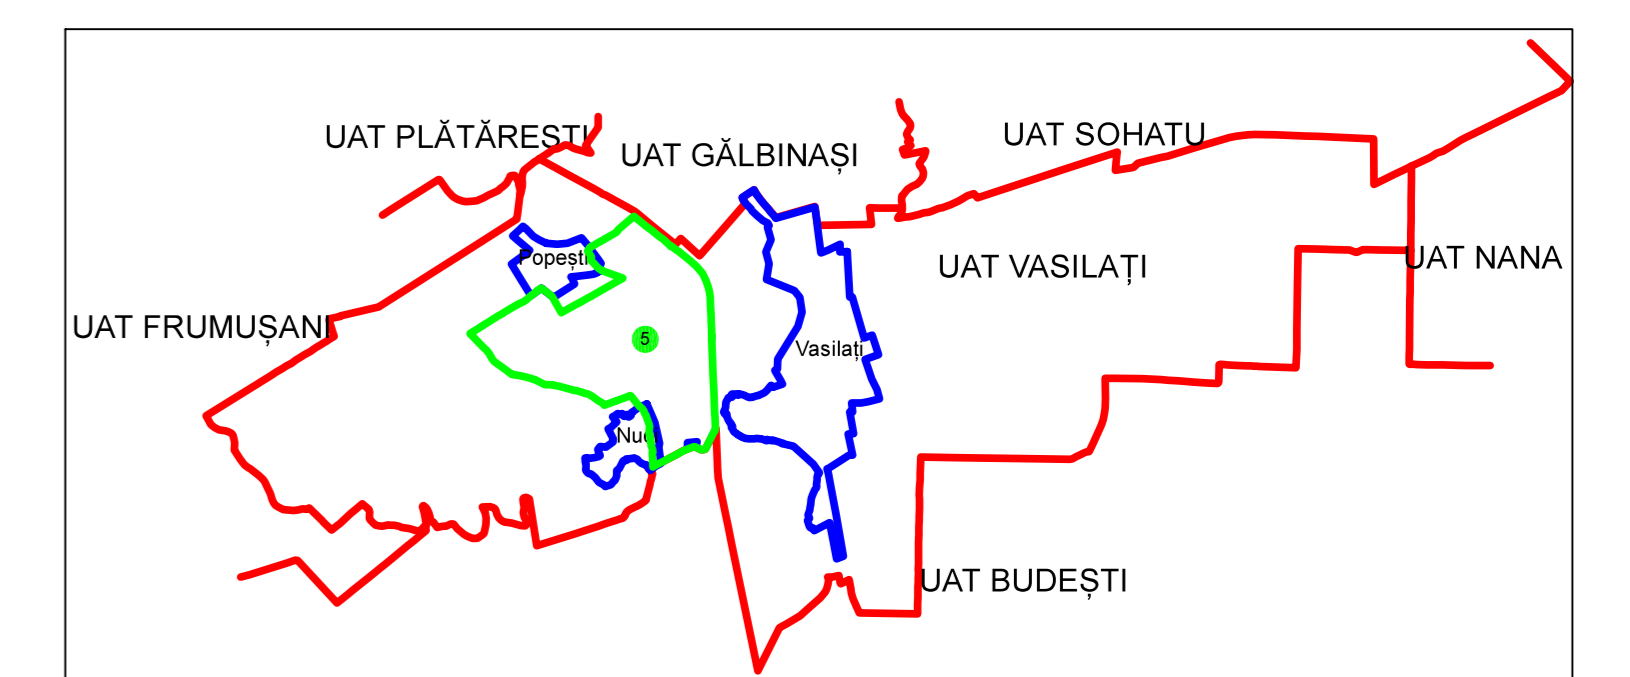 UAT PLĂTĂREȘTI
UAT GĂLBINAȘI
UAT SOHATU
Popești
UAT VASILAȚI
UAT NANA
UAT FRUMUȘANI
5
Vasilați
UAT BUDEȘTI